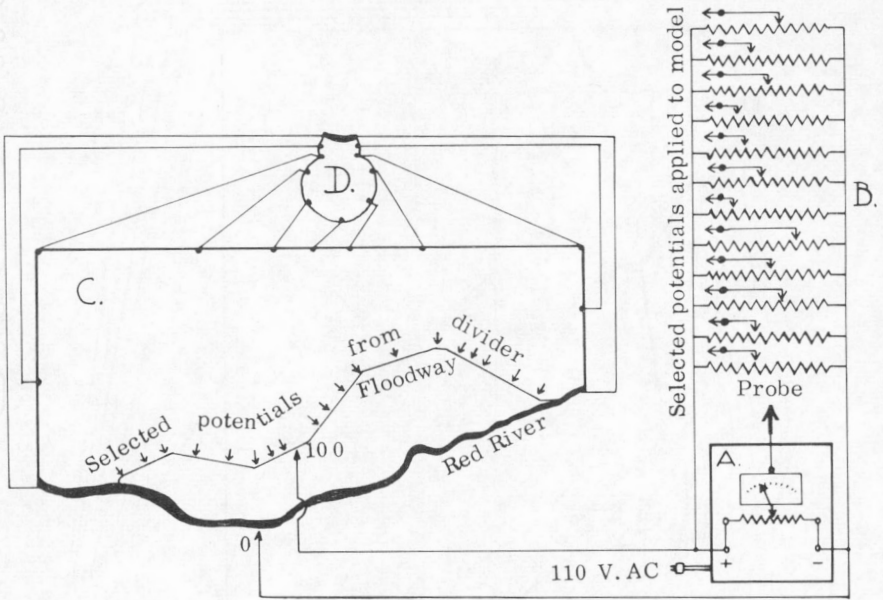 Selected potentials applied to model
B.
D.
C.
Selected potentials from divider
Floodway
Red River
100
0
Probe
A.
+ −
110 V. AC